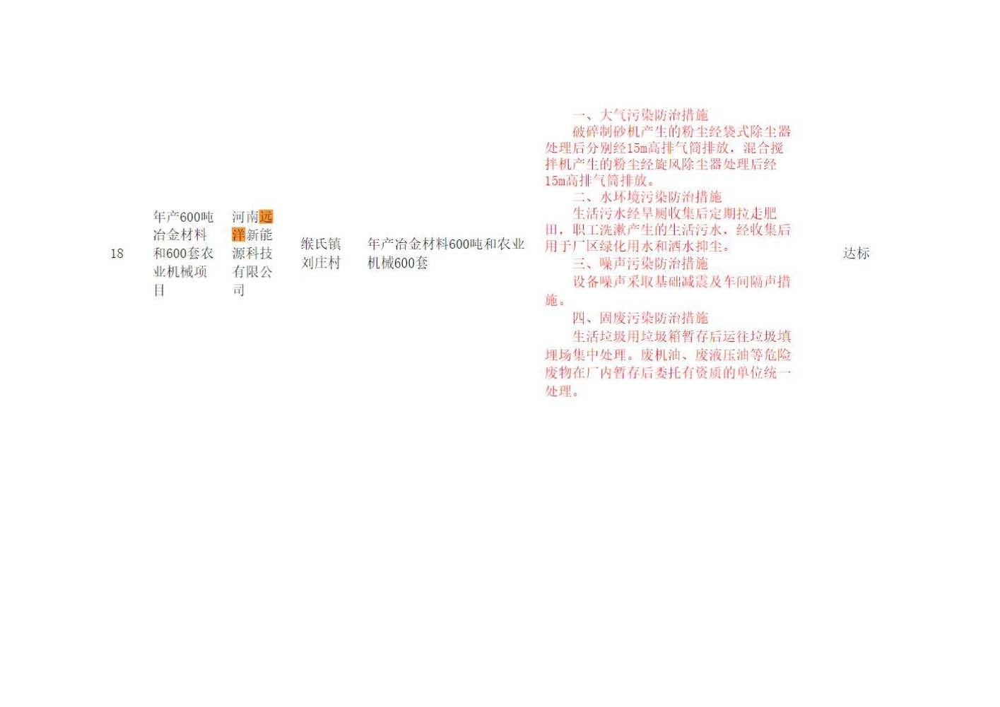 18
年产600吨
冶金材料
和600套农
业机械项
目
河南远
洋新能
源科技
有限公
司
缑氏镇
刘庄村
年产冶金材料600吨和农业
机械600套
一、大气污染防治措施
破碎制砂机产生的粉尘经袋式除尘器
处理后分别经15m高排气筒排放，混合搅
拌机产生的粉尘经旋风除尘器处理后经
15m高排气筒排放。
二、水环境污染防治措施
生活污水经旱厕收集后定期拉走肥
田，职工洗漱产生的生活污水，经收集后
用于厂区绿化用水和洒水抑尘。
三、噪声污染防治措施
设备噪声采取基础减震及车间隔声措
施。
四、固废污染防治措施
生活垃圾用垃圾箱暂存后运往垃圾填
埋场集中处理。废机油、废液压油等危险
废物在厂内暂存后委托有资质的单位统一
处理。
达标